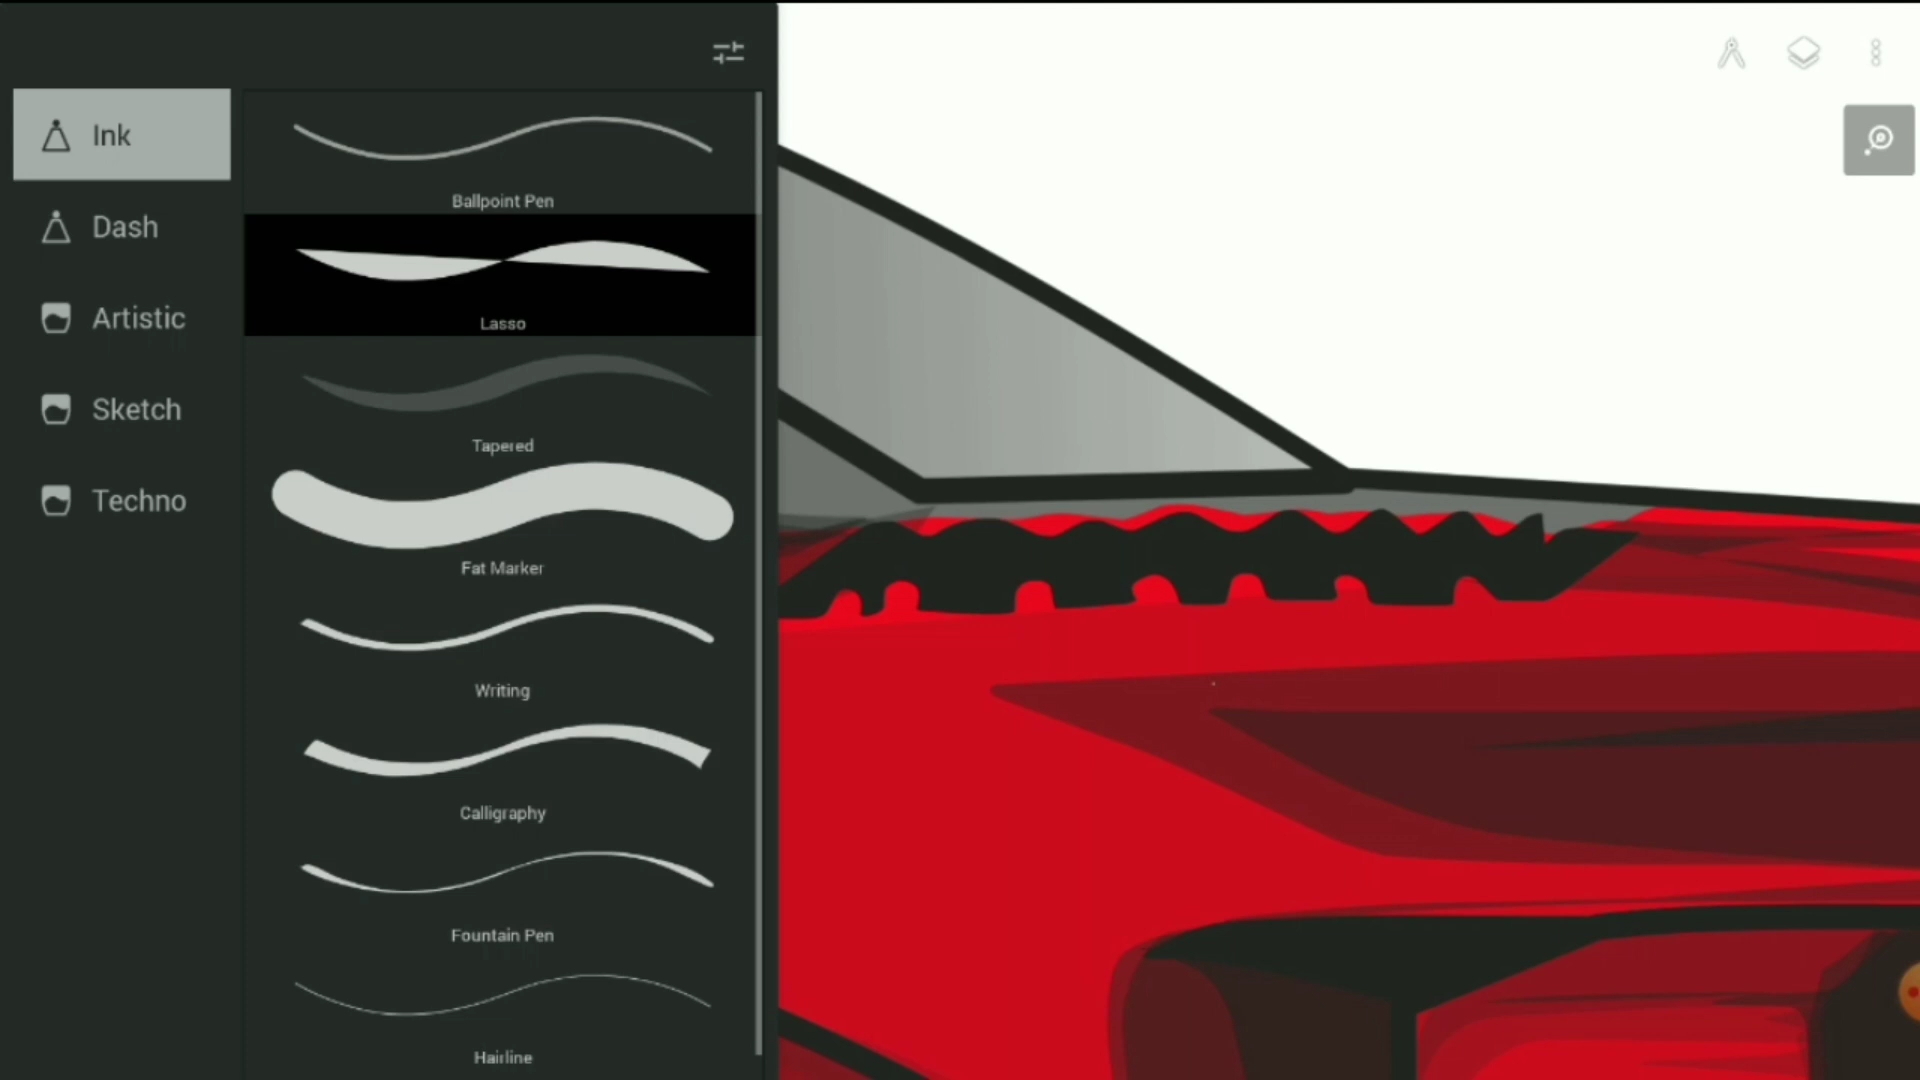 Ink
Dash
Artistic
Sketch
Techno
Ballpoint Pen
Lasso
Tapered
Fat Marker
Writing
Calligraphy
Fountain Pen
Hairline